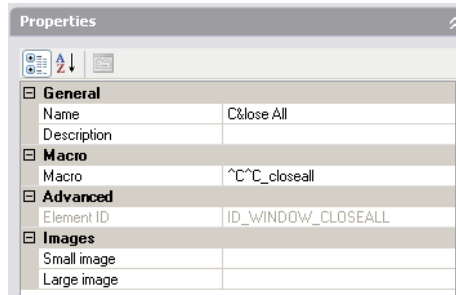 Properties
General
Name C&lose All
Description
Macro
Macro ^C^C_closeall
Advanced
Element ID ID_WINDOW_CLOSEALL
Images
Small image
Large image